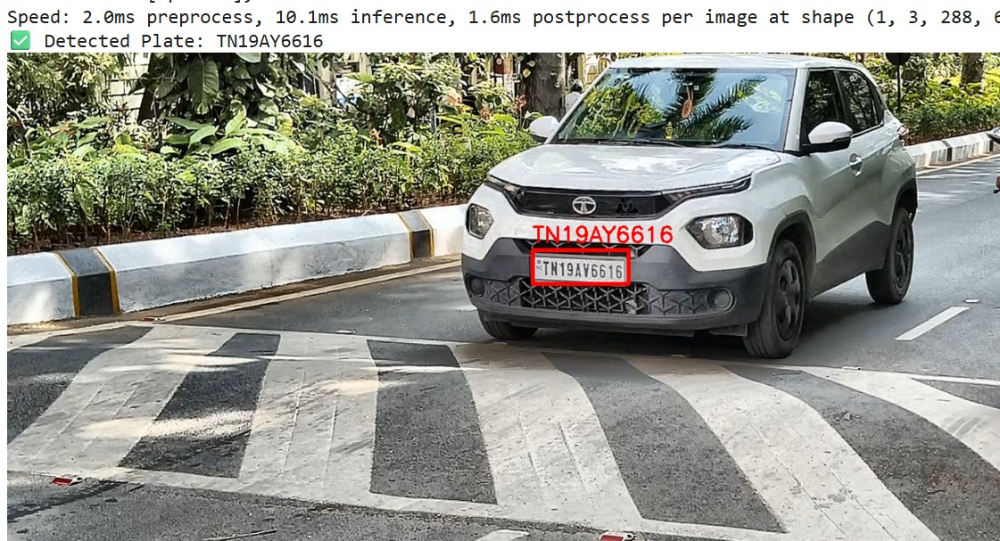 Speed: 2.0ms preprocess, 10.1ms inference, 1.6ms postprocess per image at shape (1, 3, 288, 6
✅ Detected Plate: TN19AY6616
TN19AY6616
TN19AV6616